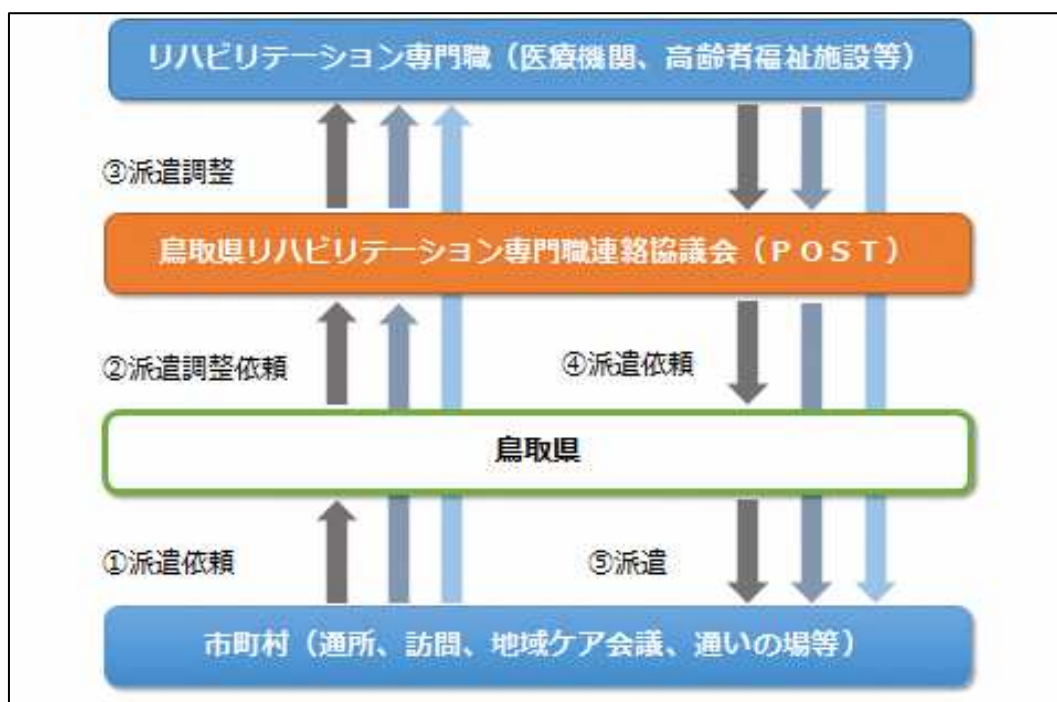 リハビリテーション専門職（医療機関、高齢者福祉施設等）
③派遣調整
鳥取県リハビリテーション専門職連絡協議会（ＰＯＳＴ）
②派遣調整依頼
④派遣依頼
鳥取県
①派遣依頼
⑤派遣
市町村（通所、訪問、地域ケア会議、通いの場等）